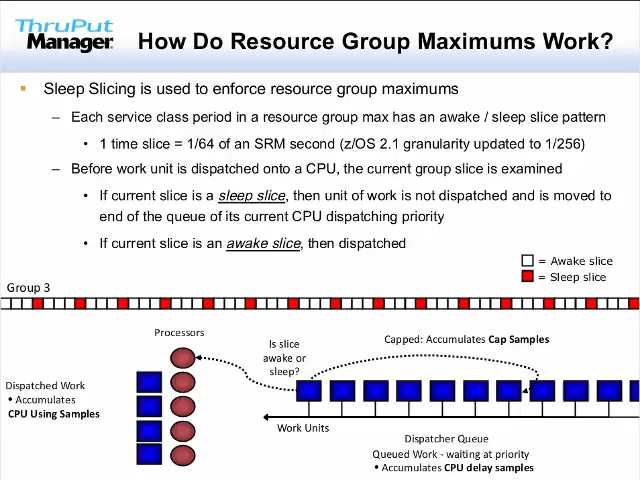 ThruPut
Manager
How Do Resource Group Maximums Work?
Sleep Slicing is used to enforce resource group maximums
– Each service class period in a resource group max has an awake / sleep slice pattern
• 1 time slice = 1/64 of an SRM second (z/OS 2.1 granularity updated to 1/256)
– Before work unit is dispatched onto a CPU, the current group slice is examined
• If current slice is a sleep slice, then unit of work is not dispatched and is moved to
end of the queue of its current CPU dispatching priority
• If current slice is an awake slice, then dispatched
= Awake slice
= Sleep slice
Group 3
Processors
Is slice
awake or
sleep?
Capped: Accumulates Cap Samples
Dispatched Work
• Accumulates
CPU Using Samples
Work Units
Dispatcher Queue
Queued Work - waiting at priority
• Accumulates CPU delay samples